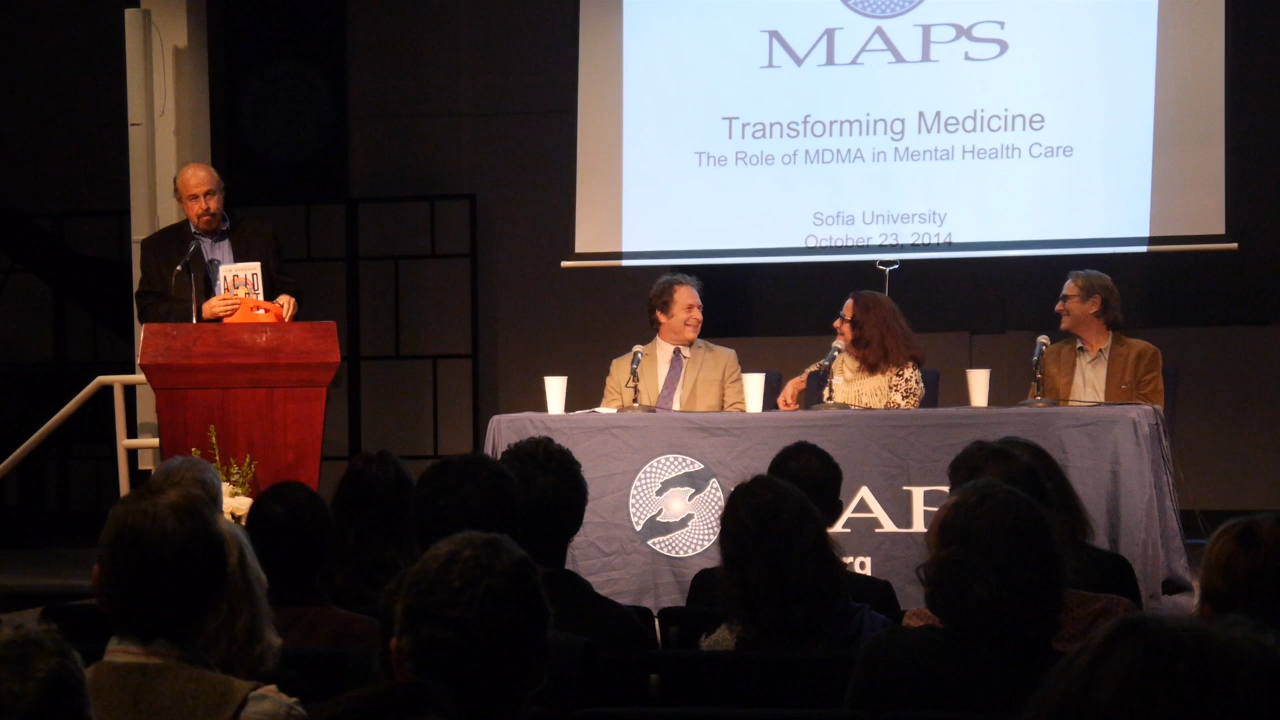 MAPS
Transforming Medicine
The Role of MDMA in Mental Health Care
Sofia University
October 23, 2014
ACID